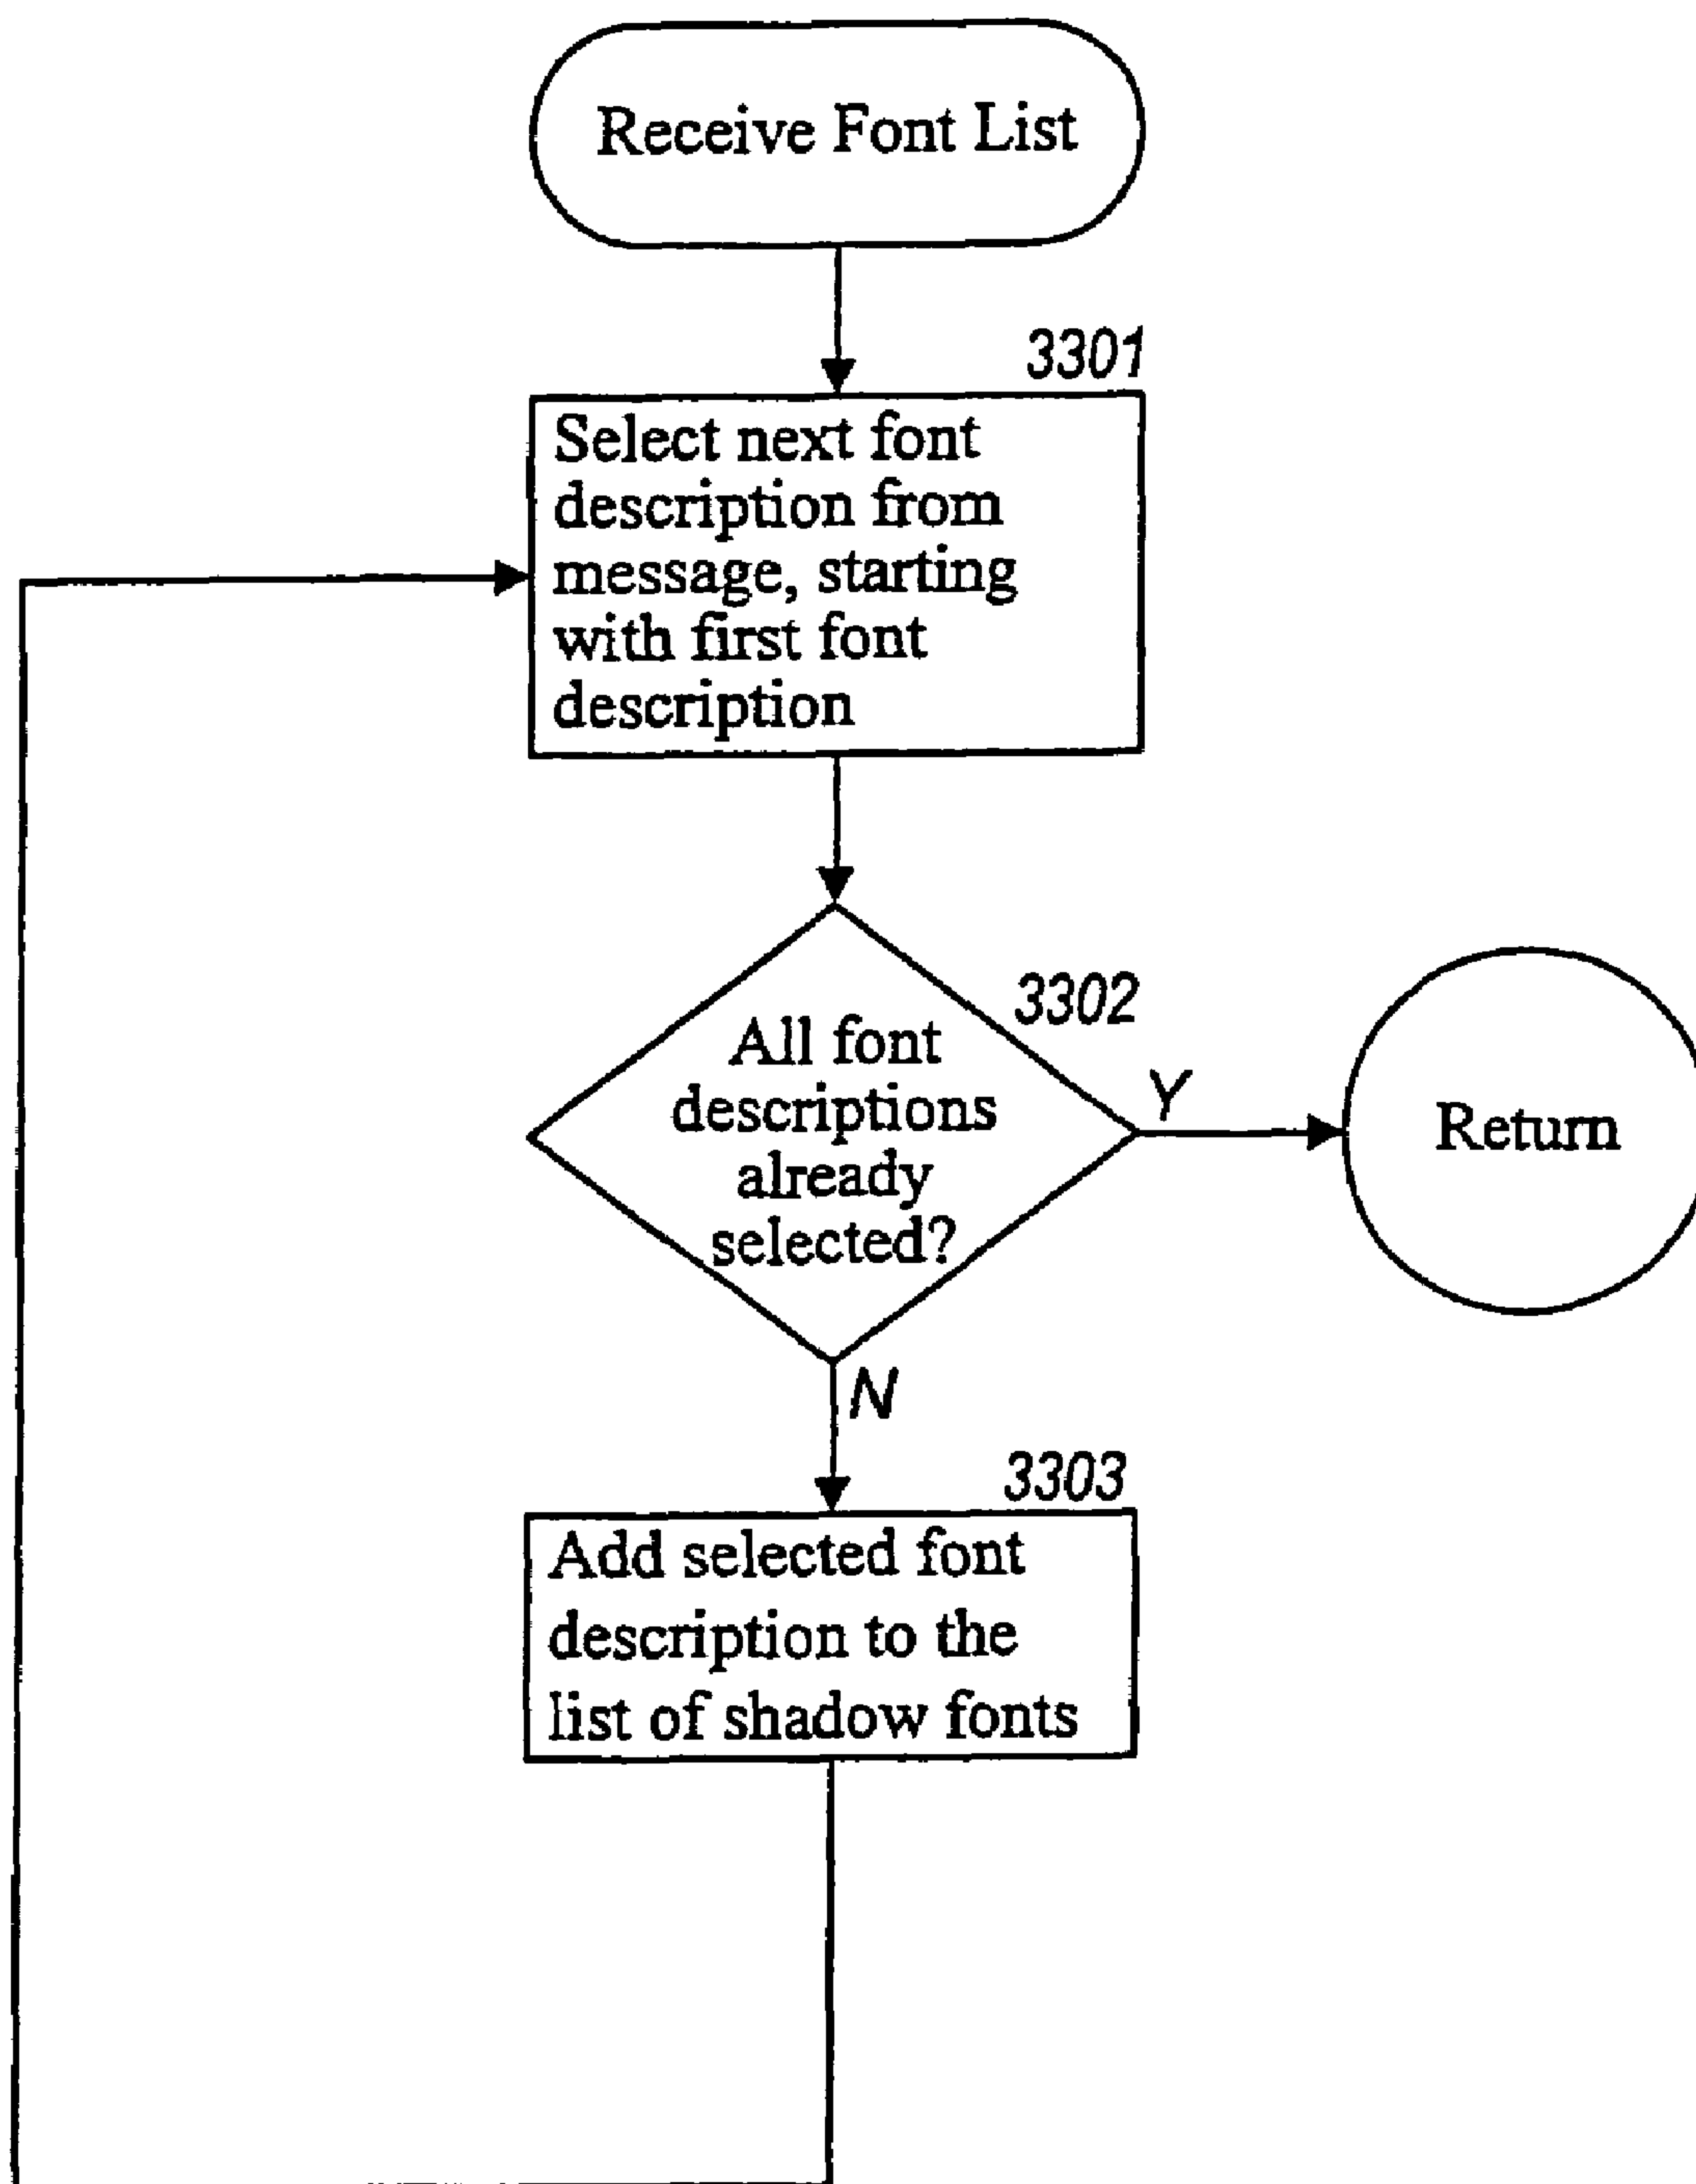 Receive Font List
3301
Select next font
description from
message, starting
with first font
description
3302
All font
descriptions
already
selected?
Y
Return
N
3303
Add selected font
description to the
list of shadow fonts